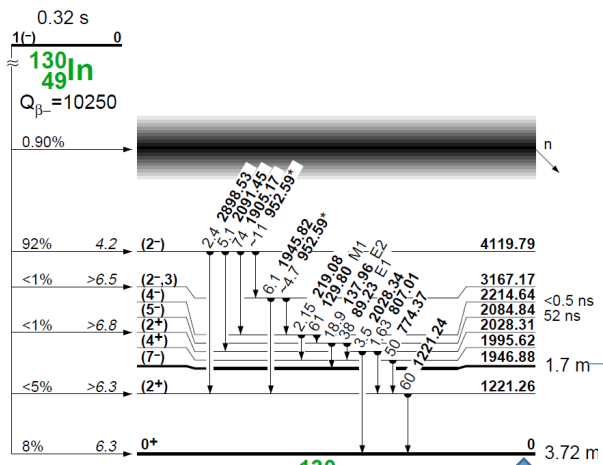 0.32 s
1(-) 0
130
49In
Qβ-=10250
0.90%
n
2.4 2898.53
5.1 2091.45
74 1905.17
~11 952.59*
6.1 1945.82
~4.7 952.59*
2.15 219.08
61 129.80 M1
18.9 137.96 E2
38 89.23 E1
3.5 2028.34
1.63 807.01
50 774.37
60 1221.24
92% 4.2 (2-) 4119.79
<1% >6.5 (2-,3) 3167.17
(4-) 2214.64 <0.5 ns
(5-) 2084.84 52 ns
<1% >6.8 (2+) 2028.31
(4+) 1995.62
(7-) 1946.88
1.7 m
<5% >6.3 (2+) 1221.26
8% 6.3 0+ 0
3.72 m
130